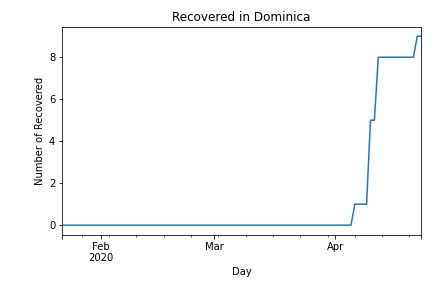 Recovered in Dominica
Number of Recovered
8
6
4
2
0
Feb
2020
Mar
Apr
Day